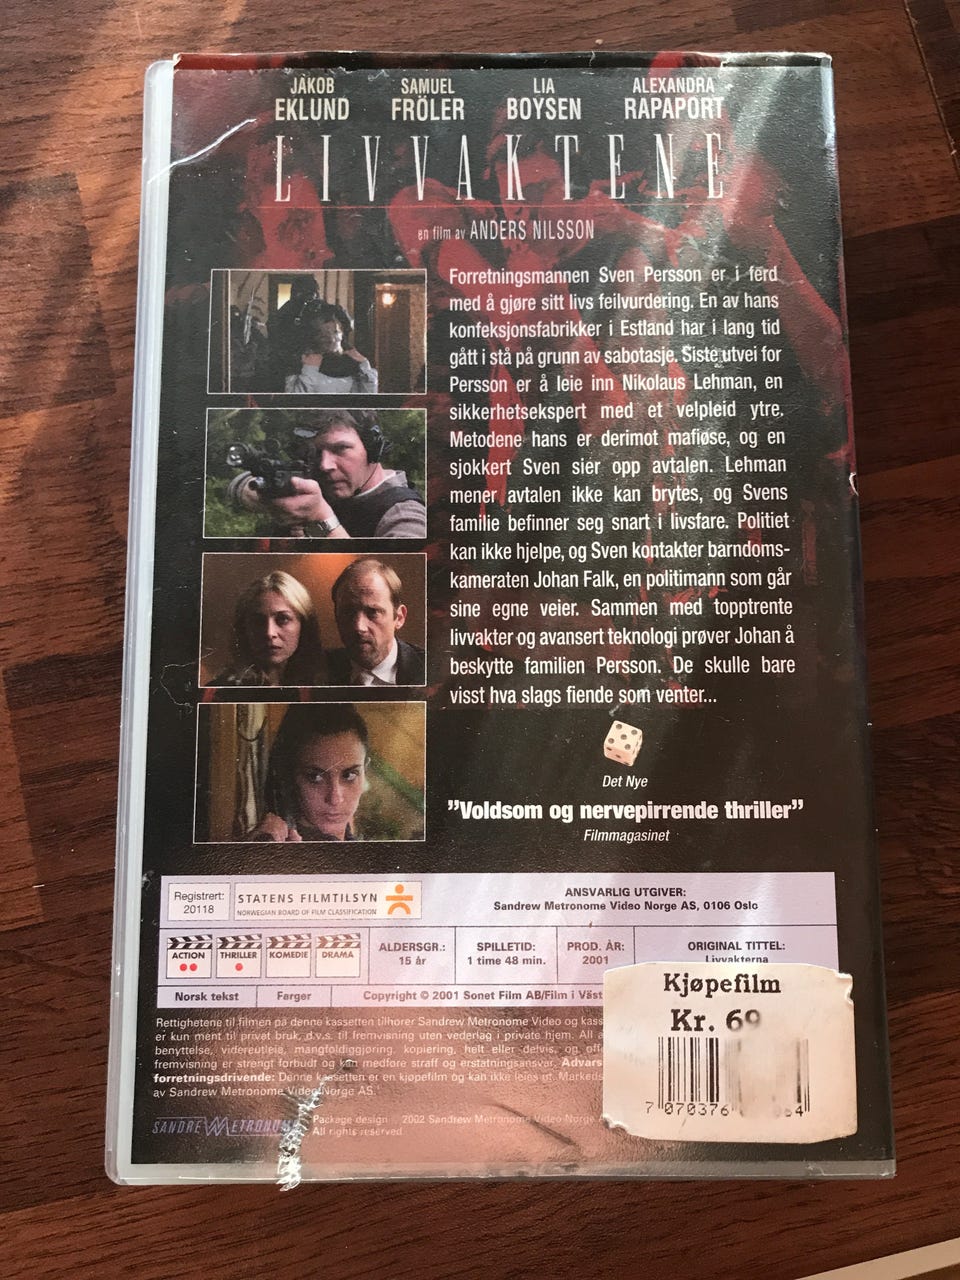 JAKOB EKLUND
SAMUEL FRÖLER
LIA BOYSEN
ALEXANDRA RAPAPORT
LIVVAKTENE
en film av ANDERS NILSSON
Forretningsmannen Sven Persson er i ferd
med å gjøre sitt livs feilvurdering. En av hans
konfeksjonsfabrikker i Estland har i lang tid
gått i stå på grunn av sabotasje. Siste utvei for
Persson er å leie inn Nikolaus Lehman, en
sikkerhetsekspert med et velpleid ytre.
Metodene hans er derimot mafiøse, og en
sjokkert Sven sier opp avtalen. Lehman
mener avtalen ikke kan brytes, og Svens
familie befinner seg snart i livsfare. Politiet
kan ikke hjelpe, og Sven kontakter barndoms-
kameraten Johan Falk, en politimann som går
sine egne veier. Sammen med topptrente
livvakter og avansert teknologi prøver Johan å
beskytte familien Persson. De skulle bare
visst hva slags fiende som venter...
Det Nye
"Voldsom og nervepirrende thriller"
Filmmagasinet
Registrert:
20118
STATENS FILMTILSYN
NORWEGIAN BOARD OF FILM CLASSIFICATION
ANSVARLIG UTGIVER:
Sandrew Metronome Video Norge AS, 0106 Oslo
ACTION
THRILLER
KOMEDIE
DRAMA
ALDERSGR.:
15 år
SPILLETID:
1 time 48 min.
PROD. ÅR:
2001
ORIGINAL TITTEL:
Livvakterna
Norsk tekst
Farger
Copyright © 2001 Sonet Film AB/Film i Väst
Rettighetene til filmen på denne kassetten tilhører Sandrew Metronome Video og kass
er kun ment til privat bruk, d.v.s. til fremvisning uten vederlag i private hjem. All a
benyttelse, videreutleie, mangfoldiggjøring, kopiering, helt eller delvis, og off
fremvisning er strengt forbudt og kan medføre straff og erstatningsansvar. Advars
forretningsdrivende: Denne kassetten er en kjøpefilm og kan ikke leies ut. Markeds
av Sandrew Metronome Video Norge AS.
SANDREW METRONOME
Package design 2002 Sandrew Metronome Video Norge A
All rights reserved
Kjøpefilm
Kr. 69
7 070376 64